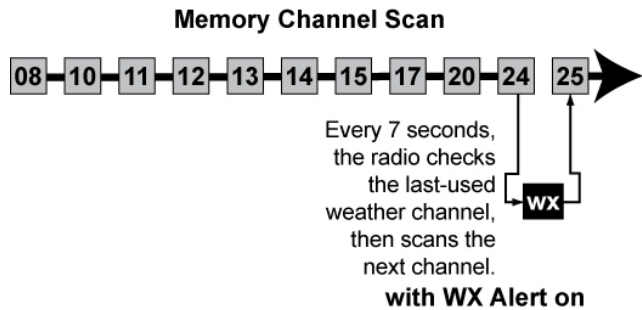 Memory Channel Scan
08 10 11 12 13 14 15 17 20 24 25
Every 7 seconds,
the radio checks
the last-used
weather channel,
then scans the
next channel.
WX
with WX Alert on